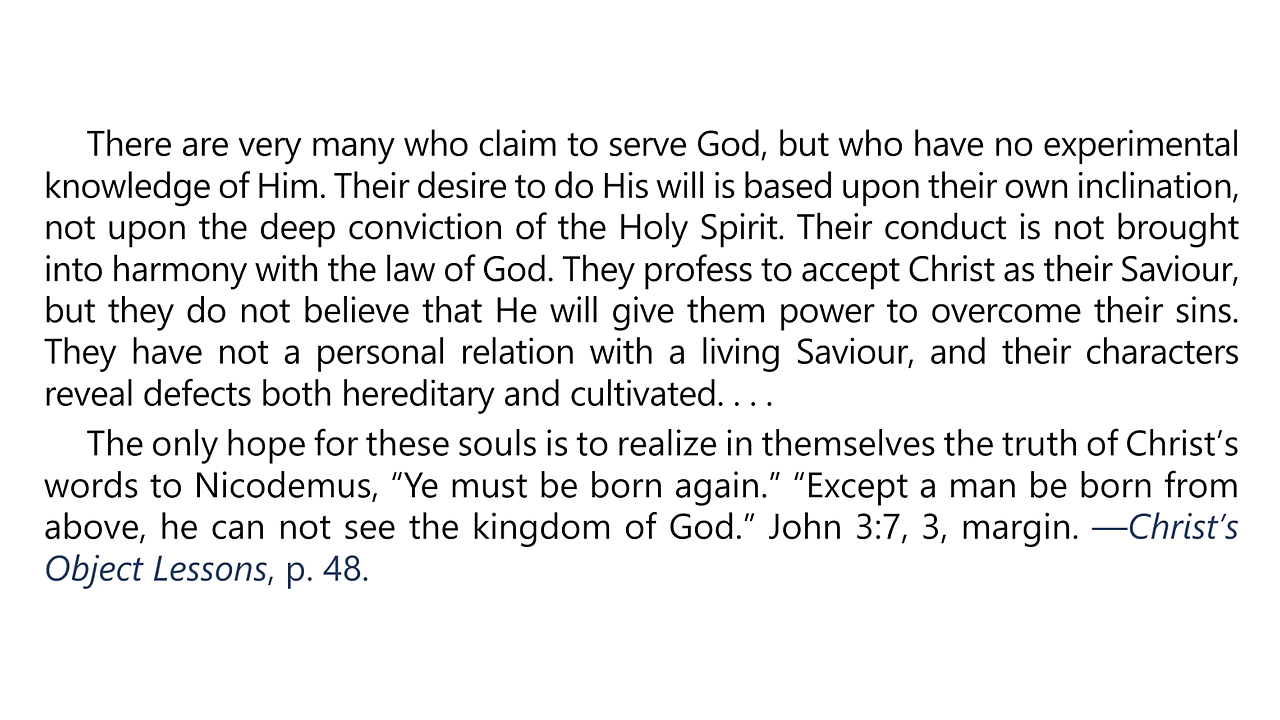 There are very many who claim to serve God, but who have no experimental
knowledge of Him. Their desire to do His will is based upon their own inclination,
not upon the deep conviction of the Holy Spirit. Their conduct is not brought
into harmony with the law of God. They profess to accept Christ as their Saviour,
but they do not believe that He will give them power to overcome their sins.
They have not a personal relation with a living Saviour, and their characters
reveal defects both hereditary and cultivated. . . .
The only hope for these souls is to realize in themselves the truth of Christ’s
words to Nicodemus, “Ye must be born again.” “Except a man be born from
above, he can not see the kingdom of God.” John 3:7, 3, margin. —Christ’s
Object Lessons, p. 48.